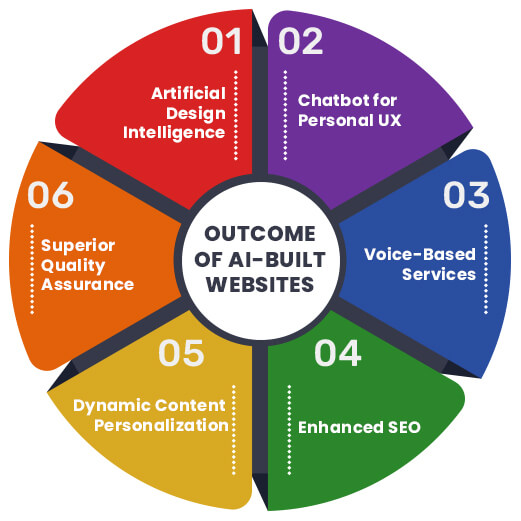 OUTCOME
OF AI-BUILT
WEBSITES
01
Artificial
Design
Intelligence
02
Chatbot for
Personal UX
03
Voice-Based
Services
04
Enhanced SEO
05
Dynamic Content
Personalization
06
Superior
Quality
Assurance